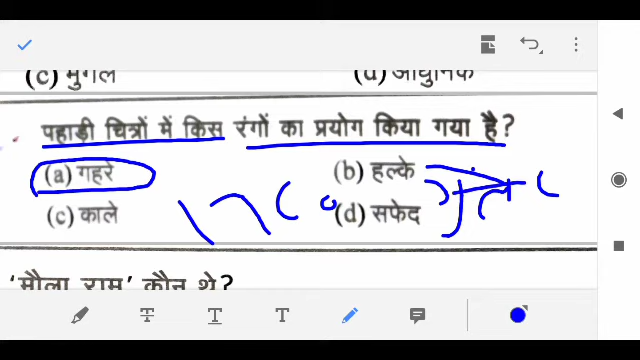 (c) मुगल (d) आधुनिक
पहाड़ी चित्रों में किस रंगों का प्रयोग किया गया है?
(a) गहरे (b) हल्के
(c) काले (d) सफेद
'मौला राम' कौन थे?